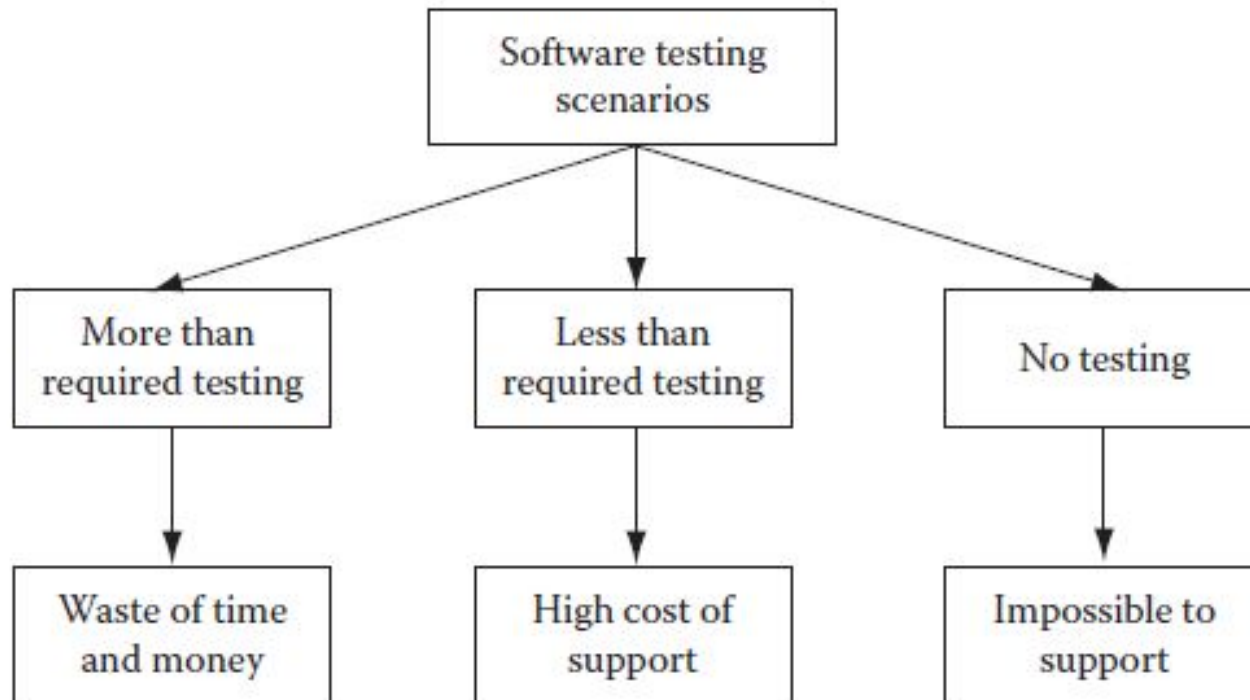 Software testing
scenarios
More than
required testing
Less than
required testing
No testing
Waste of time
and money
High cost of
support
Impossible to
support